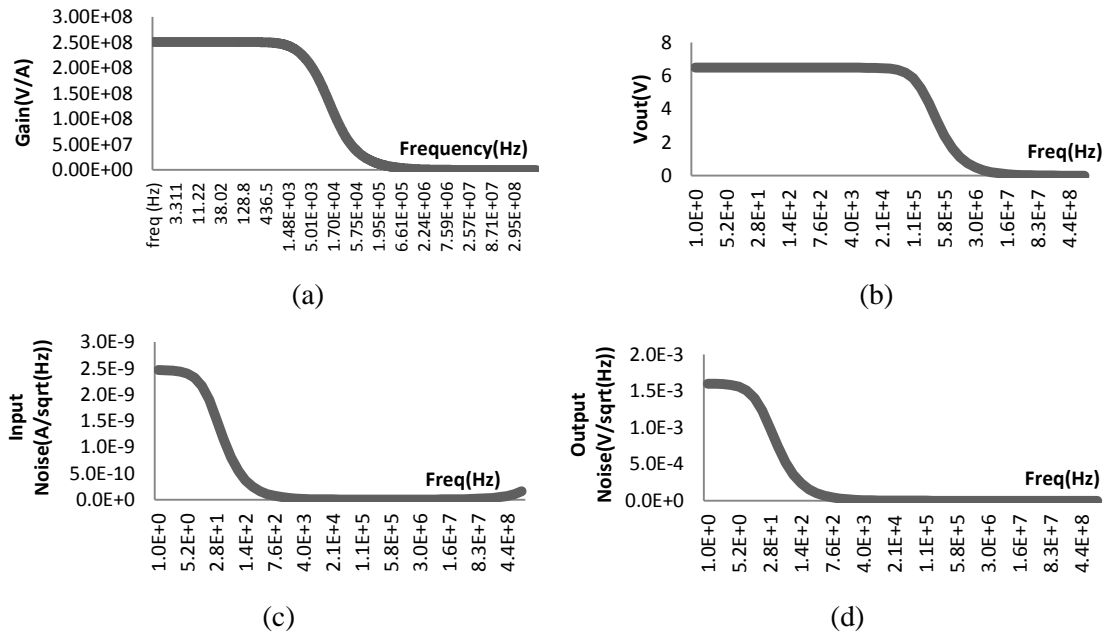 3.00E+08
2.50E+08
2.00E+08
1.50E+08
1.00E+08
5.00E+07
0.00E+00
Gain(V/A)
Frequency(Hz)
freq (Hz)
3.311
11.22
38.02
128.8
436.5
1.48E+03
5.01E+03
1.70E+04
5.75E+04
1.95E+05
6.61E+05
2.24E+06
7.59E+06
2.57E+07
8.71E+07
2.95E+08
(a)
8
6
4
2
0
Vout(V)
Freq(Hz)
1.0E+0
5.2E+0
2.8E+1
1.4E+2
7.6E+2
4.0E+3
2.1E+4
1.1E+5
5.8E+5
3.0E+6
1.6E+7
8.3E+7
4.4E+8
(b)
3.0E-9
2.5E-9
2.0E-9
1.5E-9
1.0E-9
5.0E-10
0.0E+0
Input
Noise(A/sqrt(Hz))
Freq(Hz)
1.0E+0
5.2E+0
2.8E+1
1.4E+2
7.6E+2
4.0E+3
2.1E+4
1.1E+5
5.8E+5
3.0E+6
1.6E+7
8.3E+7
4.4E+8
(c)
2.0E-3
1.5E-3
1.0E-3
5.0E-4
0.0E+0
Output
Noise(V/sqrt(Hz))
Freq(Hz)
1.0E+0
5.2E+0
2.8E+1
1.4E+2
7.6E+2
4.0E+3
2.1E+4
1.1E+5
5.8E+5
3.0E+6
1.6E+7
8.3E+7
4.4E+8
(d)